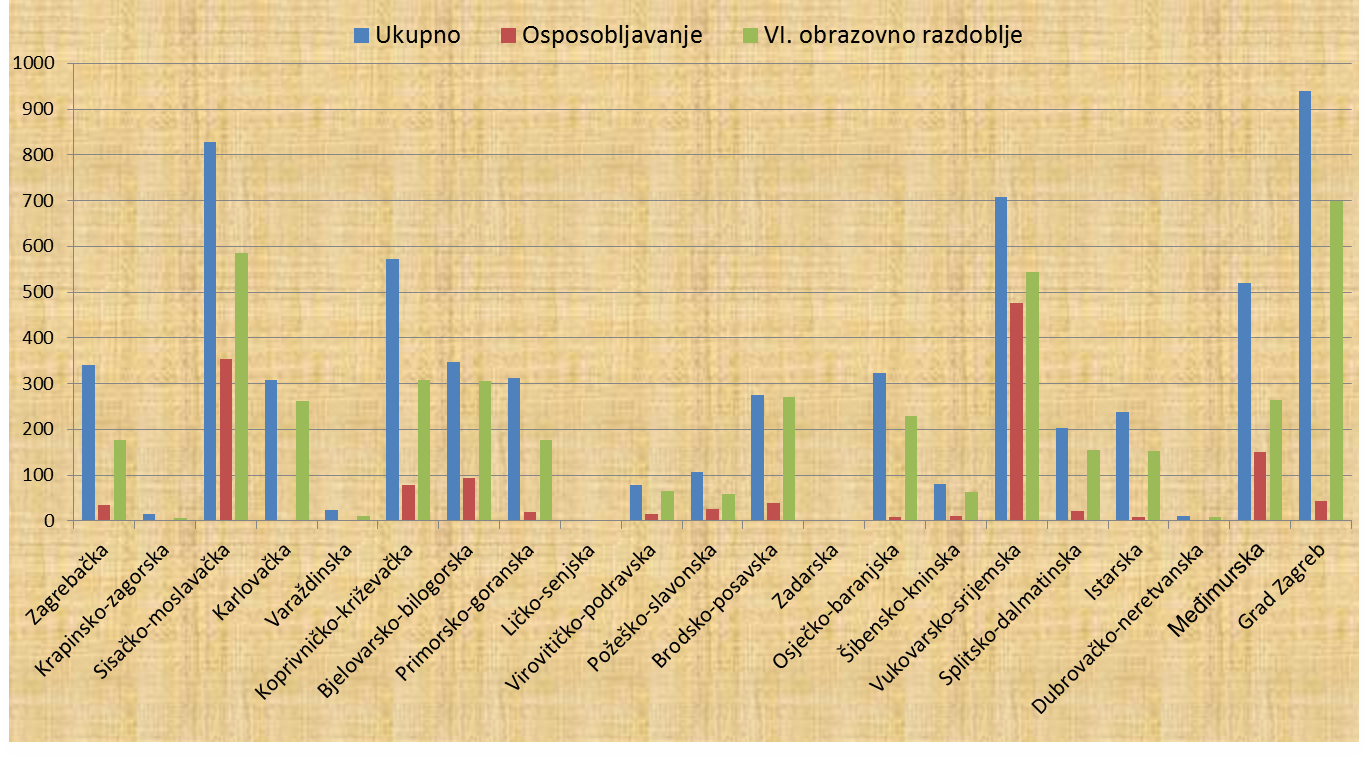 Ukupno Osposobljavanje VI. obrazovno razdoblje
1000
900
800
700
600
500
400
300
200
100
0
Zagrebačka
Krapinsko-zagorska
Sisačko-moslavačka
Karlovačka
Varaždinska
Koprivničko-križevačka
Bjelovarsko-bilogorska
Primorsko-goranska
Ličko-senjska
Virovitičko-podravska
Požeško-slavonska
Brodsko-posavska
Zadarska
Osječko-baranjska
Šibensko-kninska
Vukovarsko-srijemska
Splitsko-dalmatinska
Istarska
Dubrovačko-neretvanska
Međimurska
Grad Zagreb